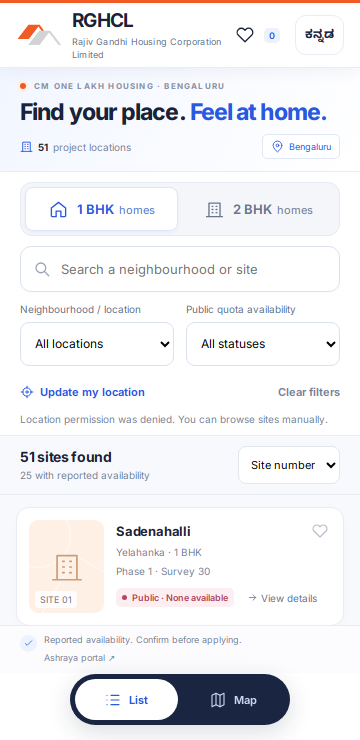 RGHCL
Rajiv Gandhi Housing Corporation
Limited
0
ಕನ್ನಡ
CM ONE LAKH HOUSING · BENGALURU
Find your place. Feel at home.
51 project locations
Bengaluru
1 BHK homes
2 BHK homes
Search a neighbourhood or site
Neighbourhood / location
Public quota availability
All locations
All statuses
Update my location
Clear filters
Location permission was denied. You can browse sites manually.
51 sites found
25 with reported availability
Site number
Sadenahalli
Yelahanka · 1 BHK
Phase 1 · Survey 30
SITE 01
Public · None available
→ View details
Reported availability. Confirm before applying.
Ashraya portal ↗
List
Map